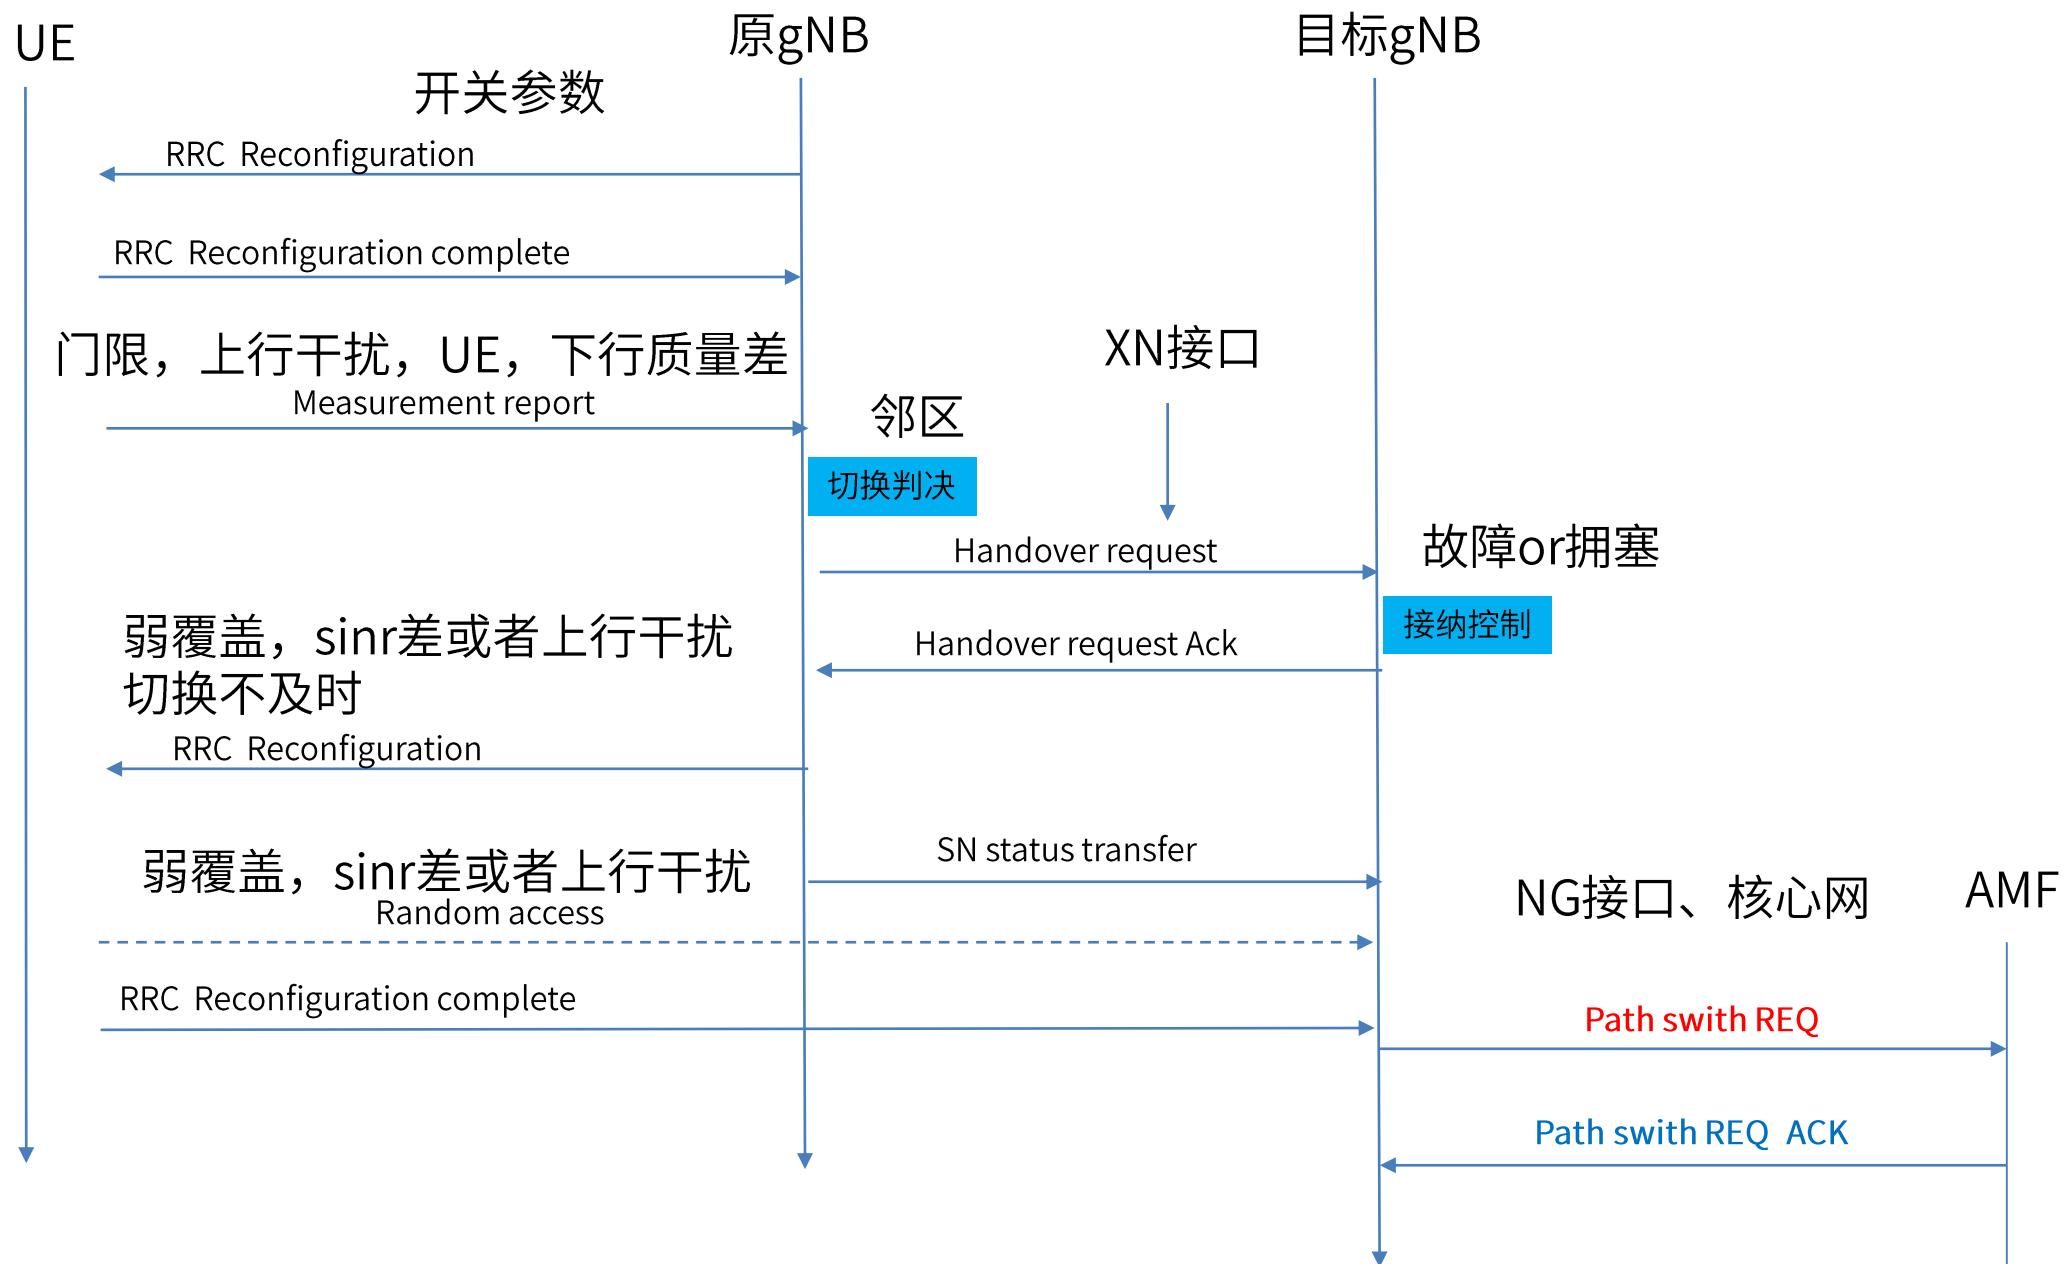 UE
原gNB
目标gNB
开关参数
RRC  Reconfiguration
RRC  Reconfiguration complete
门限，上行干扰，UE，下行质量差
Measurement report
XN接口
邻区
切换判决
Handover request
故障or拥塞
接纳控制
弱覆盖，sinr差或者上行干扰
切换不及时
Handover request Ack
RRC  Reconfiguration
SN status transfer
弱覆盖，sinr差或者上行干扰
Random access
NG接口、核心网
AMF
RRC  Reconfiguration complete
Path swith REQ
Path swith REQ  ACK